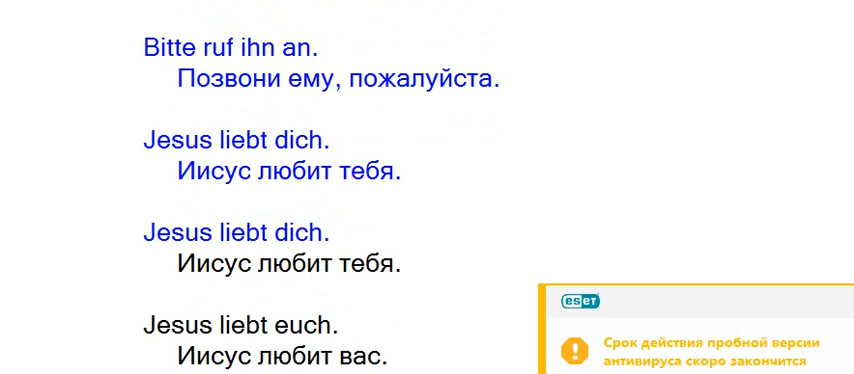 Bitte ruf ihn an.
Позвони ему, пожалуйста.
Jesus liebt dich.
Иисус любит тебя.
Jesus liebt dich.
Иисус любит тебя.
Jesus liebt euch.
Иисус любит вас.
eset
Срок действия пробной версии
антивируса скоро закончится